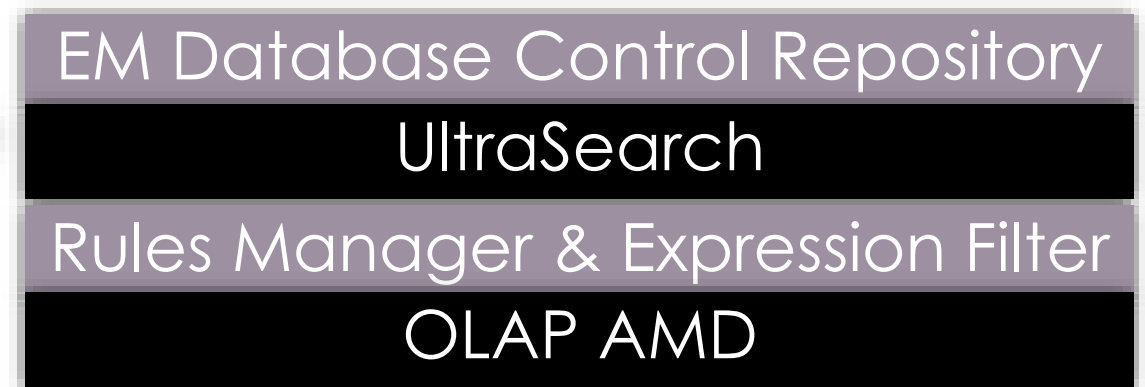 EM Database Control Repository
UltraSearch
Rules Manager & Expression Filter
OLAP AMD